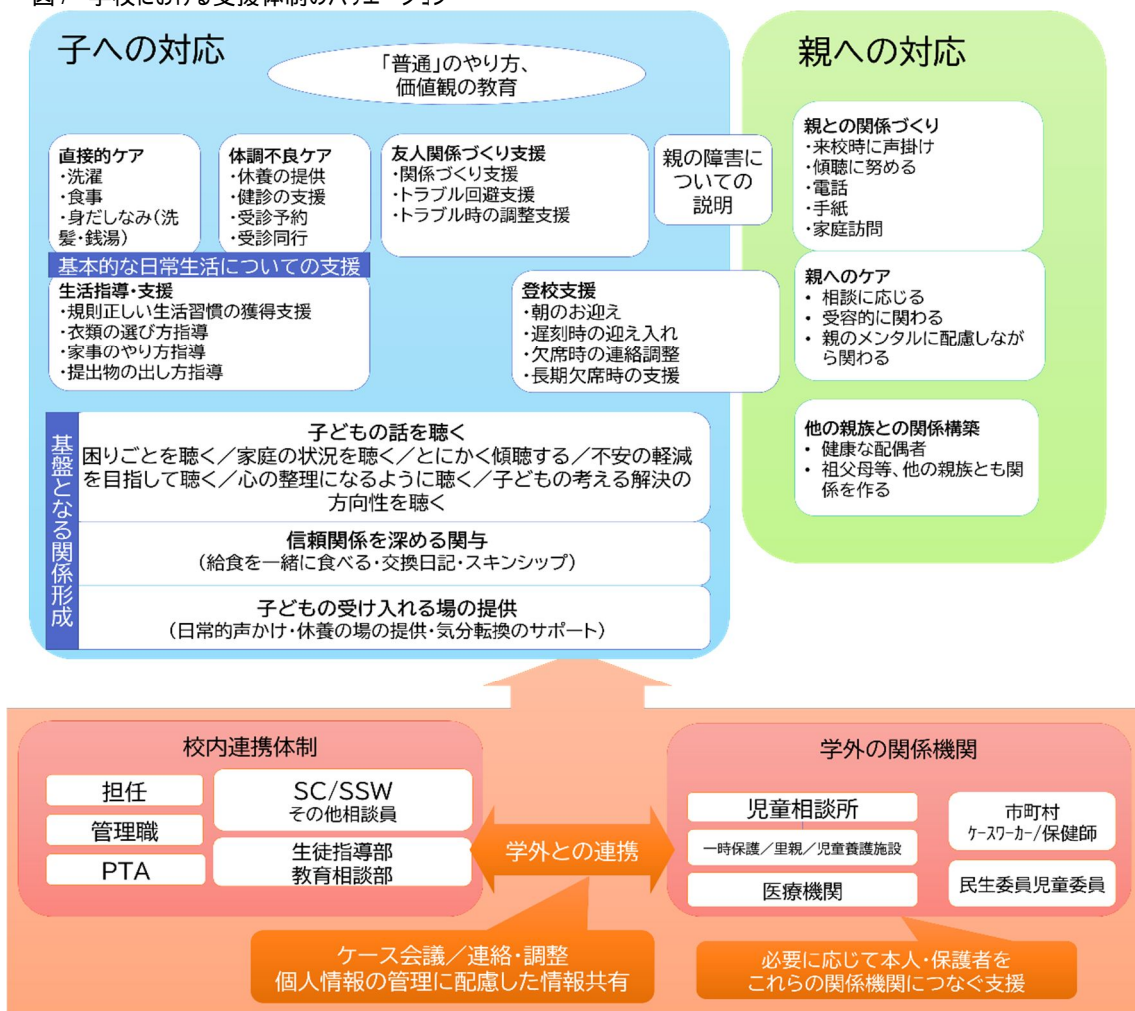 図7 学校における支援体制のバリエーション
子への対応
「普通」のやり方、
価値観の教育
直接的ケア
・洗濯
・食事
・身だしなみ(洗
髪・銭湯)
体調不良ケア
・休養の提供
・健診の支援
・受診予約
・受診同行
友人関係づくり支援
・関係づくり支援
・トラブル回避支援
・トラブル時の調整支援
親の障害に
ついての
説明
基本的な日常生活についての支援
生活指導・支援
・規則正しい生活習慣の獲得支援
・衣類の選び方指導
・家事のやり方指導
・提出物の出し方指導
登校支援
・朝のお迎え
・遅刻時の迎え入れ
・欠席時の連絡調整
・長期欠席時の支援
基盤となる関係形成
子どもの話を聴く
困りごとを聴く／家庭の状況を聴く／とにかく傾聴する／不安の軽減
を目指して聴く／心の整理になるように聴く／子どもの考える解決の
方向性を聴く
信頼関係を深める関与
(給食を一緒に食べる・交換日記・スキンシップ)
子どもの受け入れる場の提供
(日常的声かけ・休養の場の提供・気分転換のサポート)
親への対応
親との関係づくり
・来校時に声掛け
・傾聴に努める
・電話
・手紙
・家庭訪問
親へのケア
• 相談に応じる
• 受容的に関わる
• 親のメンタルに配慮しなが
ら関わる
他の親族との関係構築
• 健康な配偶者
• 祖父母等、他の親族とも関
係を作る
校内連携体制
担任
管理職
PTA
SC/SSW
その他相談員
生徒指導部
教育相談部
学外との連携
学外の関係機関
児童相談所
一時保護／里親／児童養護施設
医療機関
市町村
ｹｰｽﾜｰｶｰ/保健師
民生委員児童委員
ケース会議／連絡・調整
個人情報の管理に配慮した情報共有
必要に応じて本人・保護者を
これらの関係機関につなぐ支援